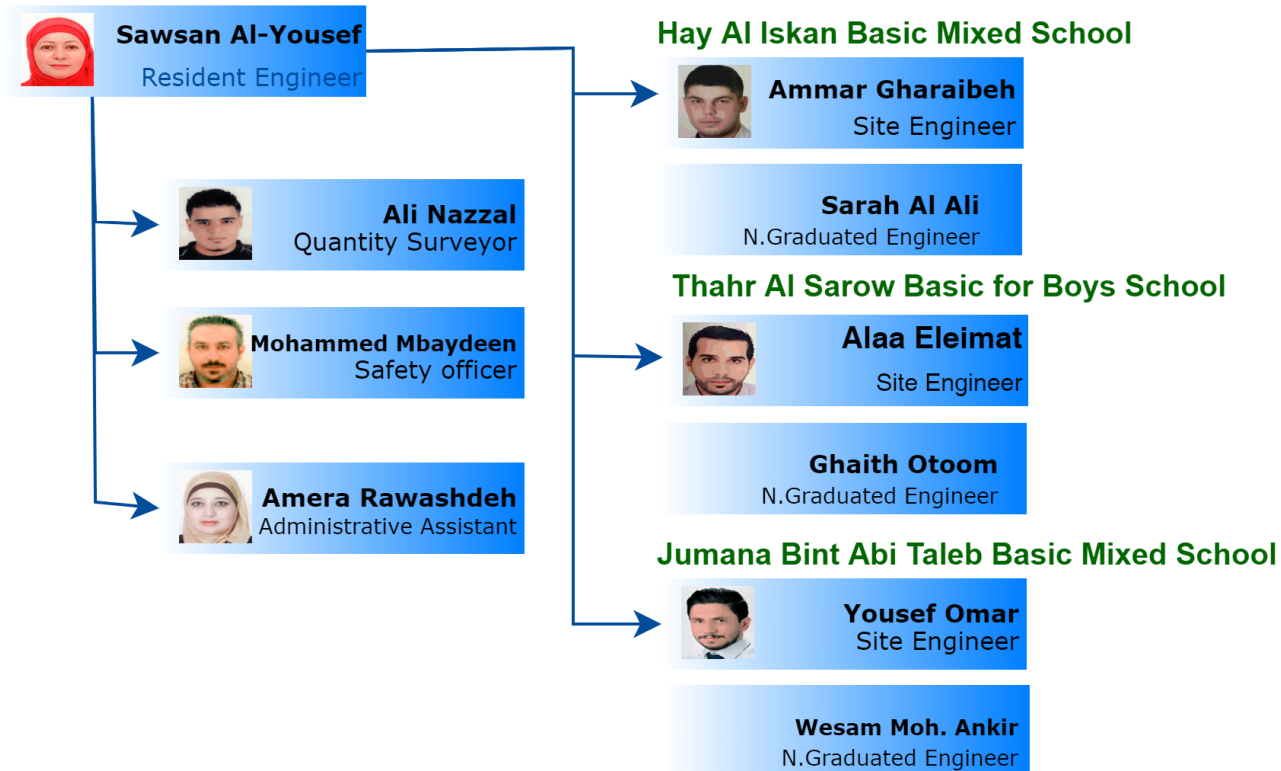 Sawsan Al-Yousef
Resident Engineer
Ali Nazzal
Quantity Surveyor
Mohammed Mbaydeen
Safety officer
Amera Rawashdeh
Administrative Assistant
Hay Al Iskan Basic Mixed School
Ammar Gharaibeh
Site Engineer
Sarah Al Ali
N.Graduated Engineer
Thahr Al Sarow Basic for Boys School
Alaa Eleimat
Site Engineer
Ghaith Otoom
N.Graduated Engineer
Jumana Bint Abi Taleb Basic Mixed School
Yousef Omar
Site Engineer
Wesam Moh. Ankir
N.Graduated Engineer